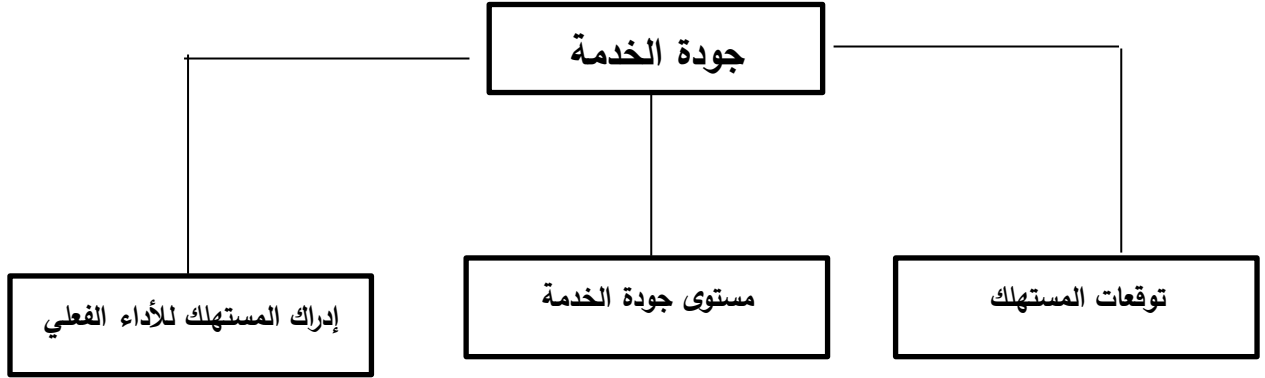 جودة الخدمة
توقعات المستهلك
مستوى جودة الخدمة
إدراك المستهلك للأداء الفعلي